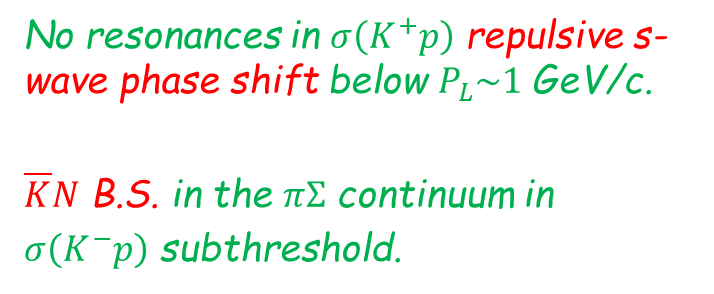 No resonances in σ(K⁺p) repulsive s-
wave phase shift below P_L~1 GeV/c.
K̅N B.S. in the πΣ continuum in
σ(K⁻p) subthreshold.